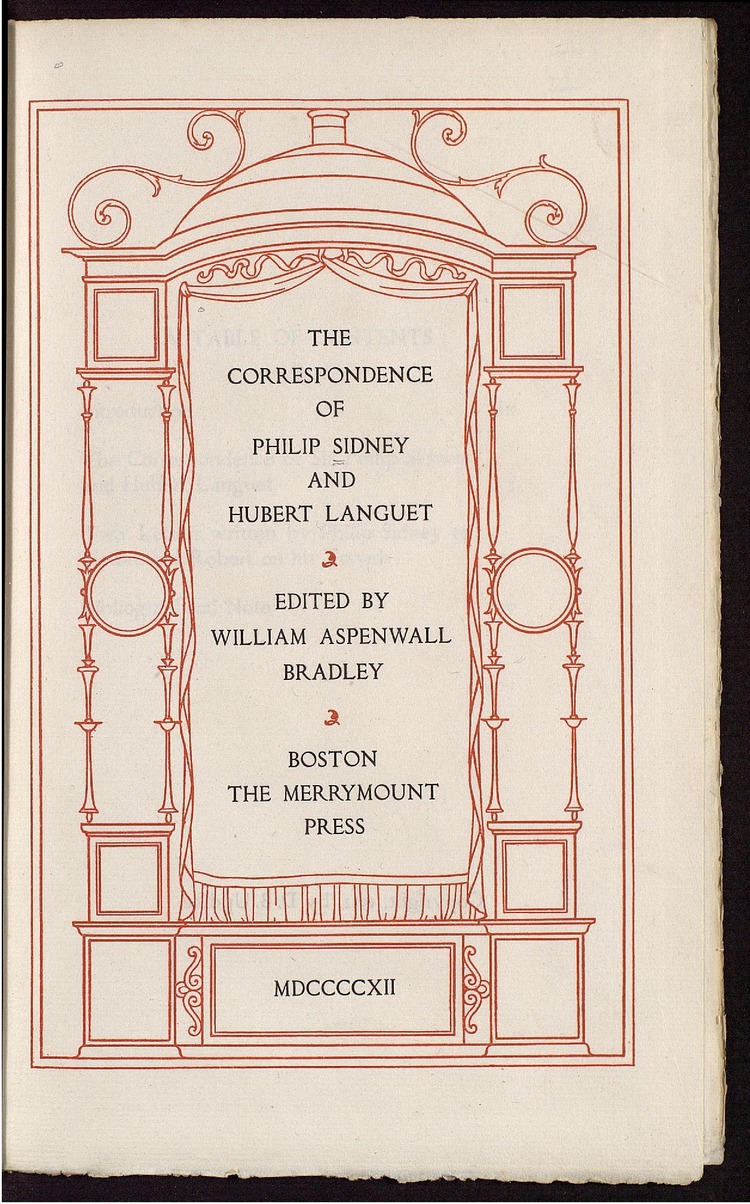 THE
CORRESPONDENCE
OF
PHILIP SIDNEY
AND
HUBERT LANGUET
EDITED BY
WILLIAM ASPENWALL
BRADLEY
BOSTON
THE MERRYMOUNT
PRESS
MDCCCCXII